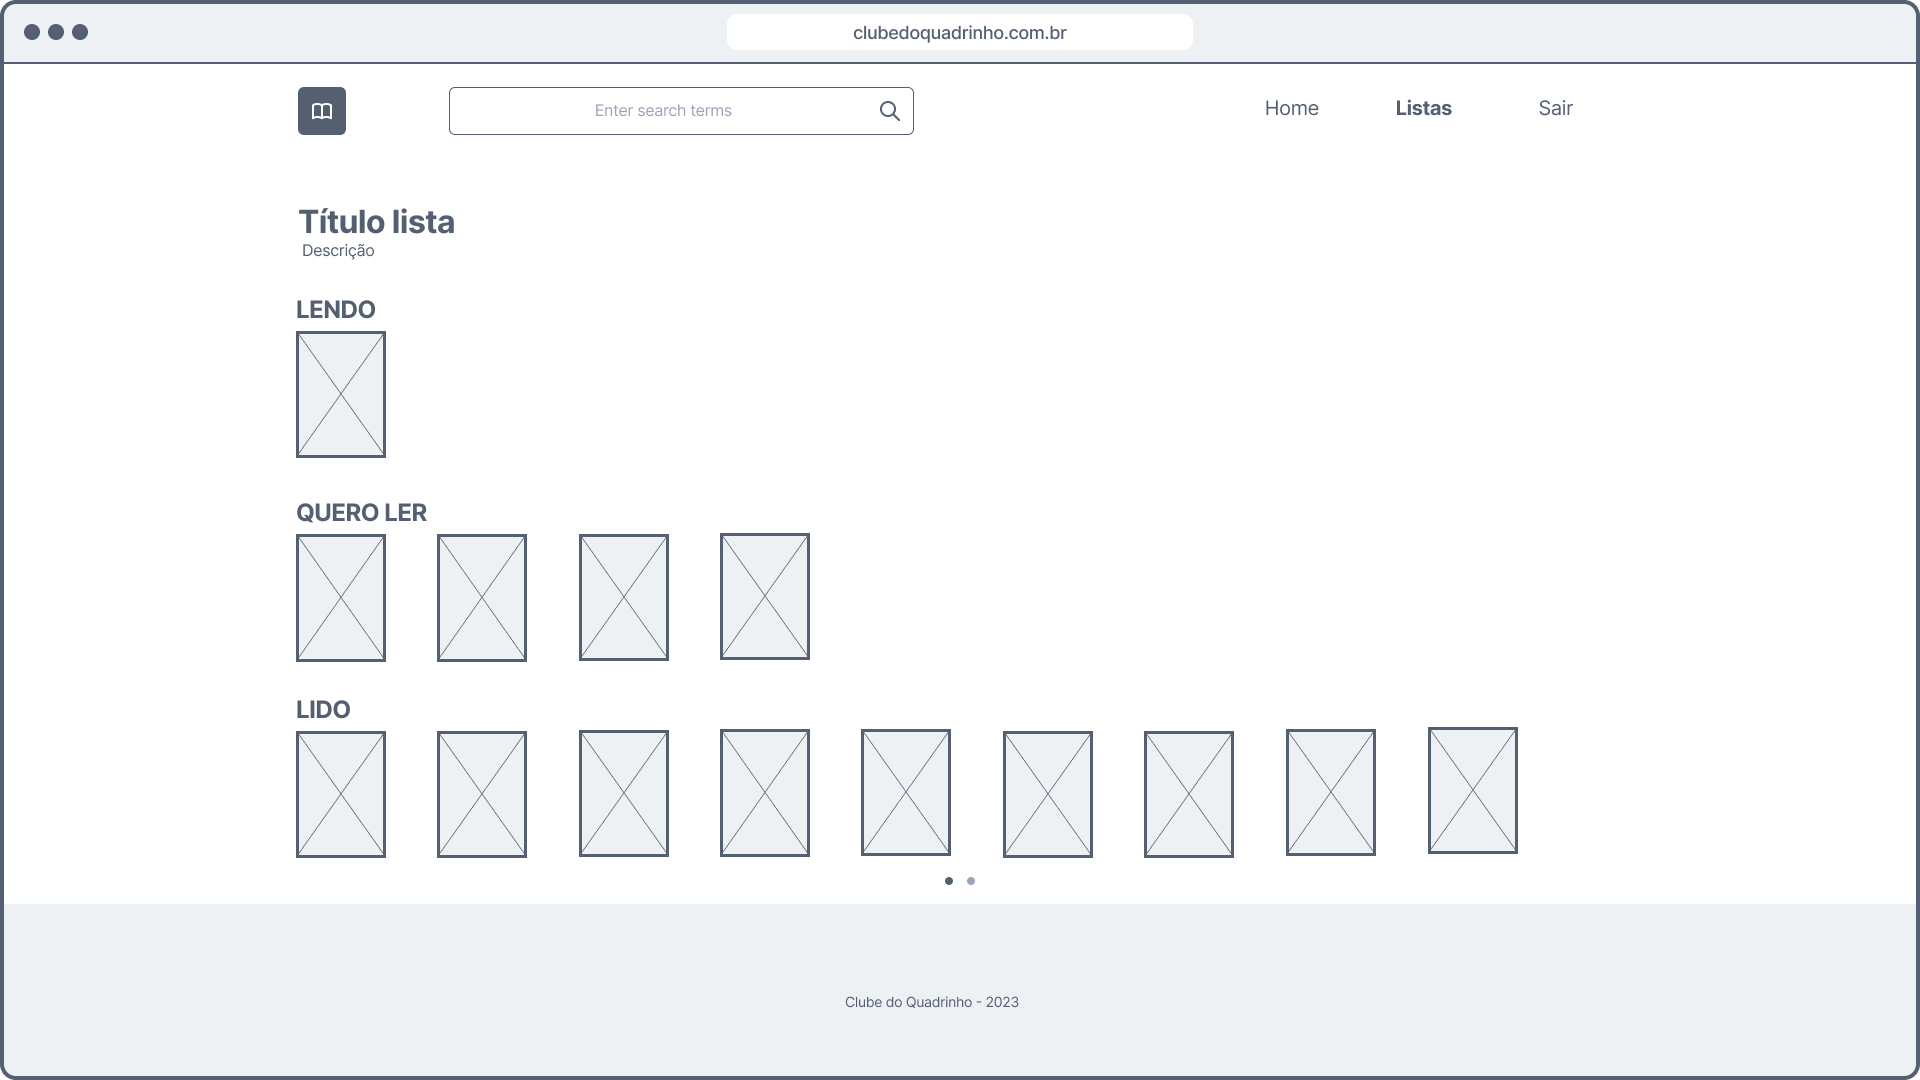 clubedoquadrinho.com.br
Enter search terms
Home
Listas
Sair
Título lista
Descrição
LENDO
QUERO LER
LIDO
Clube do Quadrinho - 2023